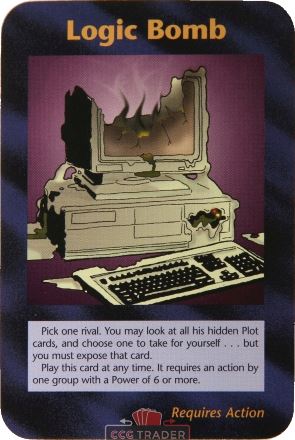 Logic Bomb
Pick one rival. You may look at all his hidden Plot
cards, and choose one to take for yourself . . . but
you must expose that card.
Play this card at any time. It requires an action by
one group with a Power of 6 or more.
Requires Action
CCG TRADER